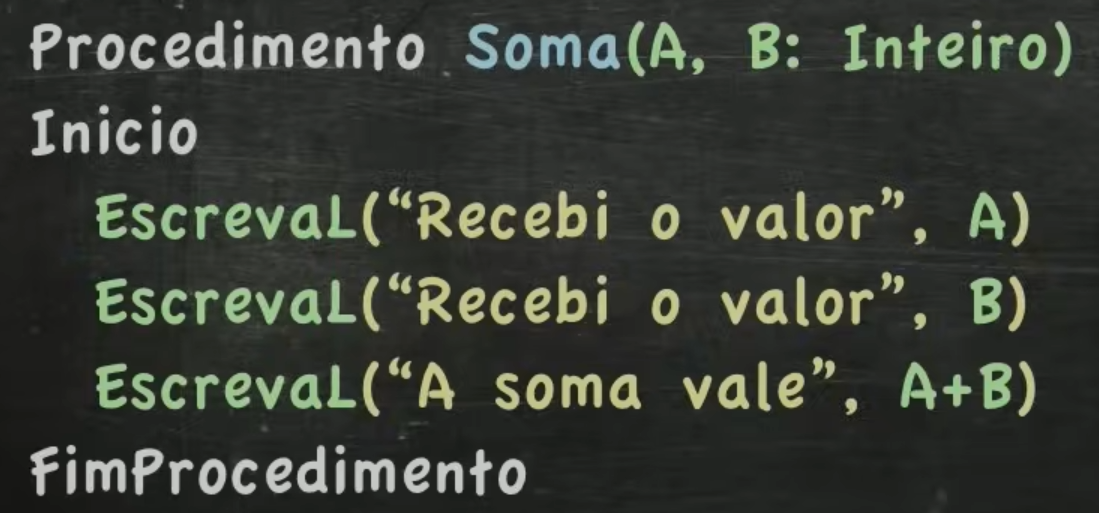 Procedimento Soma(A, B: Inteiro)
Inicio
EscrevaL(“Recebi o valor”, A)
EscrevaL(“Recebi o valor”, B)
EscrevaL(“A soma vale”, A+B)
FimProcedimento